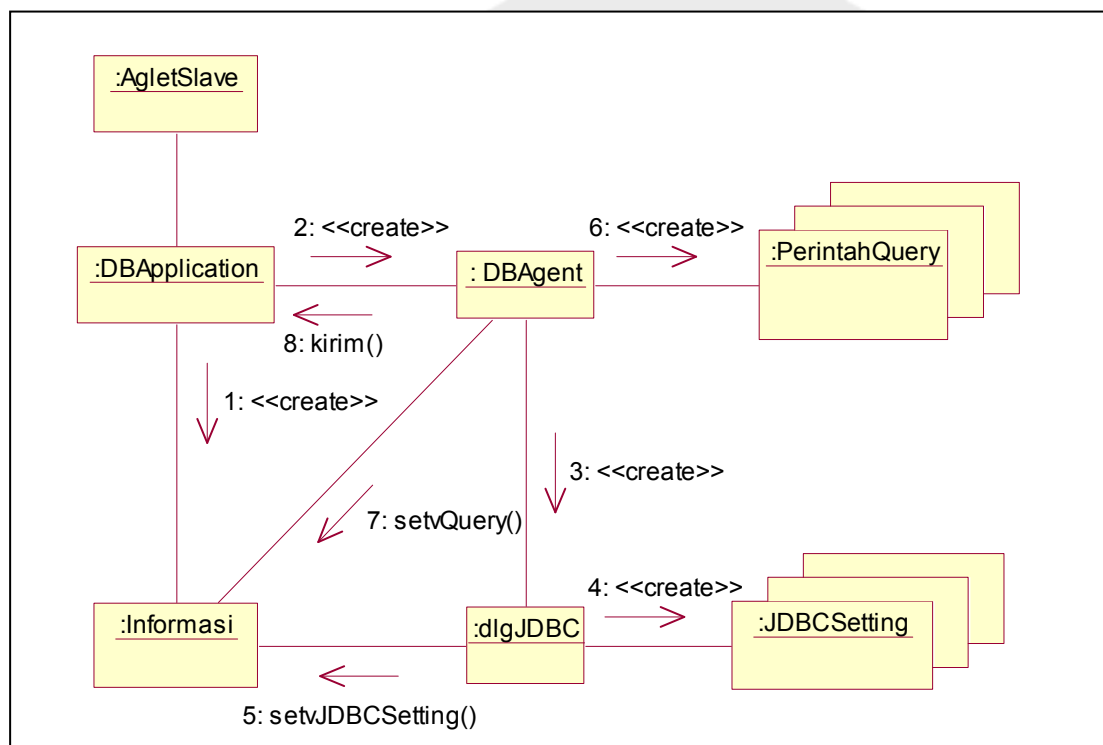 :AgletSlave
2: <<create>>
6: <<create>>
:DBApplication
: DBAgent
:PerintahQuery
8: kirim()
1: <<create>>
3: <<create>>
7: setvQuery()
4: <<create>>
:Informasi
:dlgJDBC
:JDBCSetting
5: setvJDBCSetting()